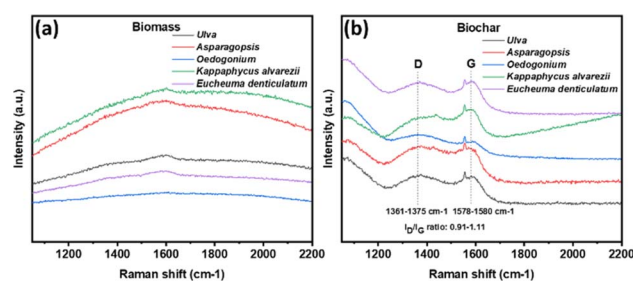 (a)
Biomass
Ulva
Asparagopsis
Oedogonium
Kappaphycus alvarezii
Eucheuma denticulatum
Intensity (a.u.)
1200 1400 1600 1800 2000 2200
Raman shift (cm-1)
(b)
Biochar
Ulva
Asparagopsis
Oedogonium
Kappaphycus alvarezii
Eucheuma denticulatum
D G
Intensity (a.u.)
1361-1375 cm⁻¹ 1578-1580 cm⁻¹
I_D/I_G ratio: 0.91-1.11
1200 1400 1600 1800 2000 2200
Raman shift (cm-1)